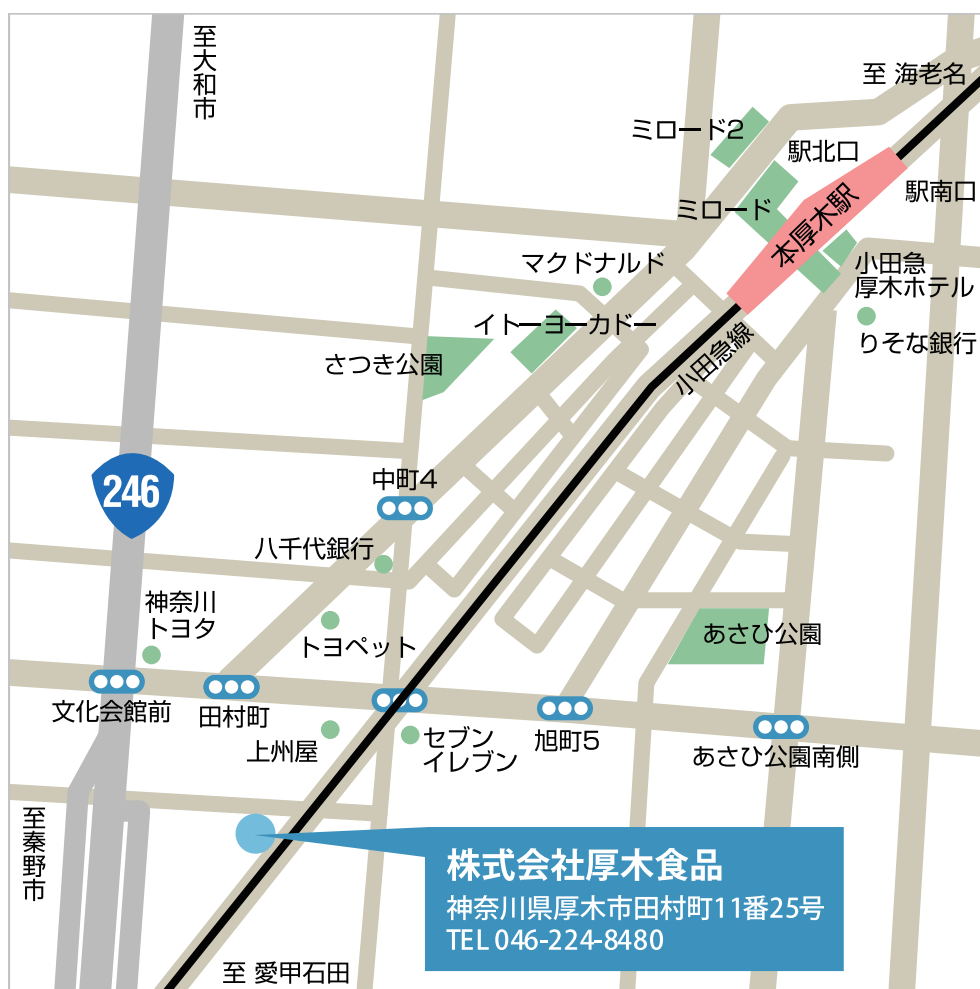 至大和市
至 海老名
ミロード2
駅北口
駅南口
ミロード
本厚木駅
マクドナルド
小田急
厚木ホテル
イトーヨーカドー
りそな銀行
小田急線
さつき公園
中町4
246
八千代銀行
神奈川
トヨタ
トヨペット
あさひ公園
文化会館前
田村町
上州屋
セブン
イレブン
旭町5
あさひ公園南側
至秦野市
株式会社厚木食品
神奈川県厚木市田村町11番25号
TEL 046-224-8480
至 愛甲石田